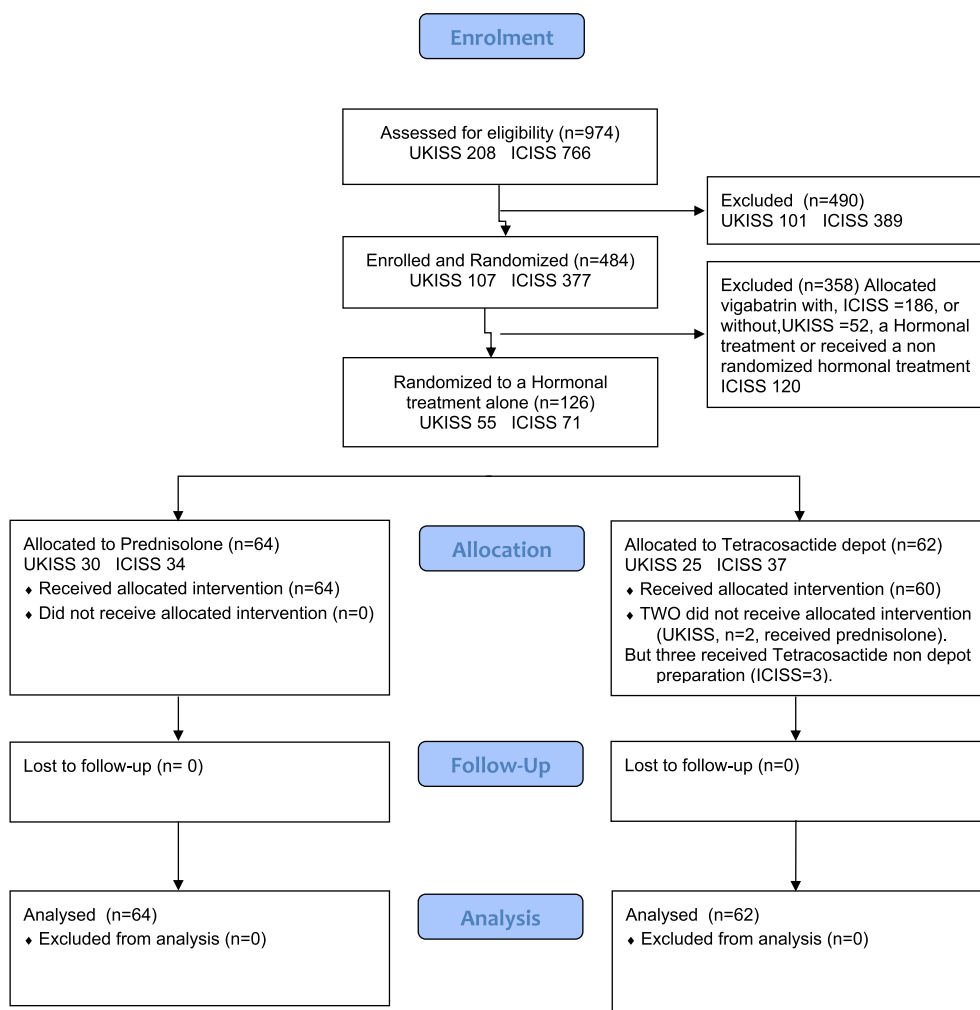 Enrolment
Assessed for eligibility (n=974)
UKISS 208 ICISS 766
Excluded (n=490)
UKISS 101 ICISS 389
Enrolled and Randomized (n=484)
UKISS 107 ICISS 377
Excluded (n=358) Allocated
vigabatrin with, ICISS =186, or
without,UKISS =52, a Hormonal
treatment or received a non
randomized hormonal treatment
ICISS 120
Randomized to a Hormonal
treatment alone (n=126)
UKISS 55 ICISS 71
Allocated to Prednisolone (n=64)
UKISS 30 ICISS 34
♦ Received allocated intervention (n=64)
♦ Did not receive allocated intervention (n=0)
Allocation
Allocated to Tetracosactide depot (n=62)
UKISS 25 ICISS 37
♦ Received allocated intervention (n=60)
♦ TWO did not receive allocated intervention
(UKISS, n=2, received prednisolone).
But three received Tetracosactide non depot
preparation (ICISS=3).
Lost to follow-up (n= 0)
Follow-Up
Lost to follow-up (n=0)
Analysed (n=64)
♦ Excluded from analysis (n=0)
Analysis
Analysed (n=62)
♦ Excluded from analysis (n=0)